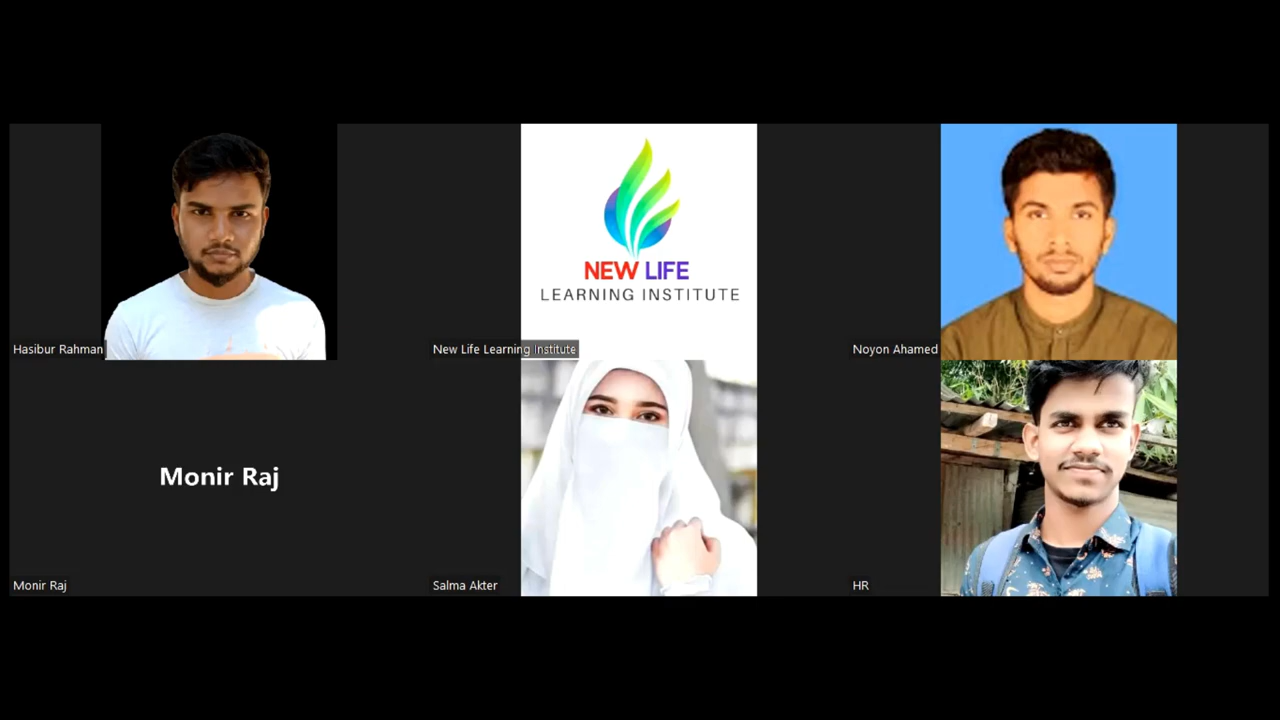 NEW LIFE
LEARNING INSTITUTE
Hasibur Rahman
New Life Learning Institute
Noyon Ahamed
Monir Raj
Monir Raj
Salma Akter
HR